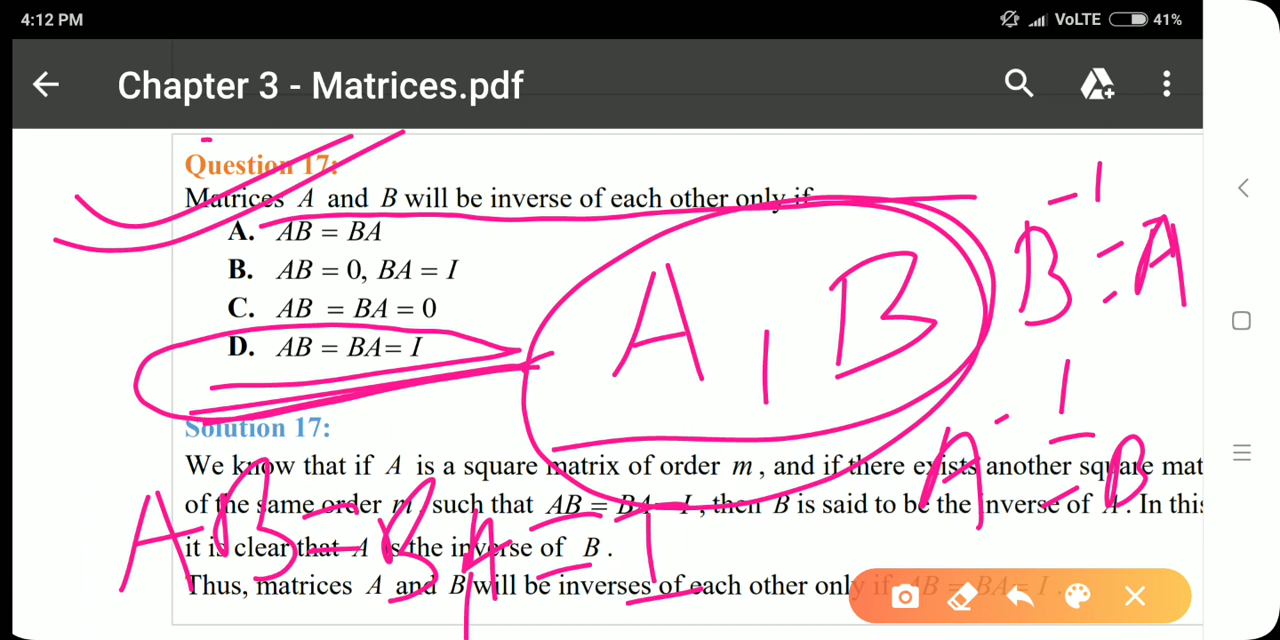 4:12 PM VoLTE 41%
Chapter 3 - Matrices.pdf
Question 17:
Matrices A and B will be inverse of each other only if
A. AB = BA
B. AB = 0, BA = I
C. AB = BA = 0
D. AB = BA= I
A, B
B⁻¹ = A
A⁻¹ = B
Solution 17:
We know that if A is a square matrix of order m , and if there exists another square mat
of the same order m, such that AB = BA = I , then B is said to be the inverse of A . In this
it is clear that A is the inverse of B .
AB = BA = I
Thus, matrices A and B will be inverses of each other only if AB = BA = I .